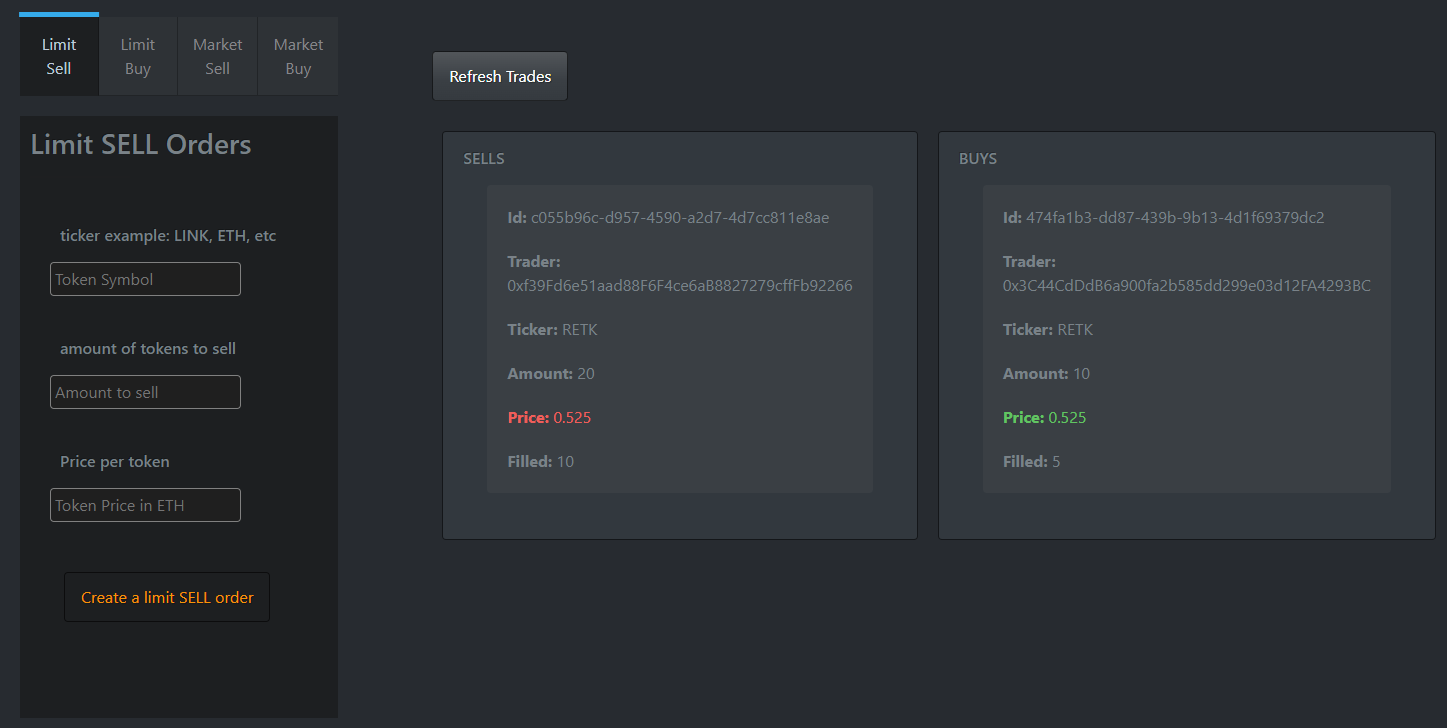 Limit
Sell
Limit
Buy
Market
Sell
Market
Buy
Refresh Trades
Limit SELL Orders
ticker example: LINK, ETH, etc
Token Symbol
amount of tokens to sell
Amount to sell
Price per token
Token Price in ETH
Create a limit SELL order
SELLS
Id: c055b96c-d957-4590-a2d7-4d7cc811e8ae
Trader:
0xf39Fd6e51aad88F6F4ce6aB8827279cffFb92266
Ticker: RETK
Amount: 20
Price: 0.525
Filled: 10
BUYS
Id: 474fa1b3-dd87-439b-9b13-4d1f69379dc2
Trader:
0x3C44CdDdB6a900fa2b585dd299e03d12FA4293BC
Ticker: RETK
Amount: 10
Price: 0.525
Filled: 5